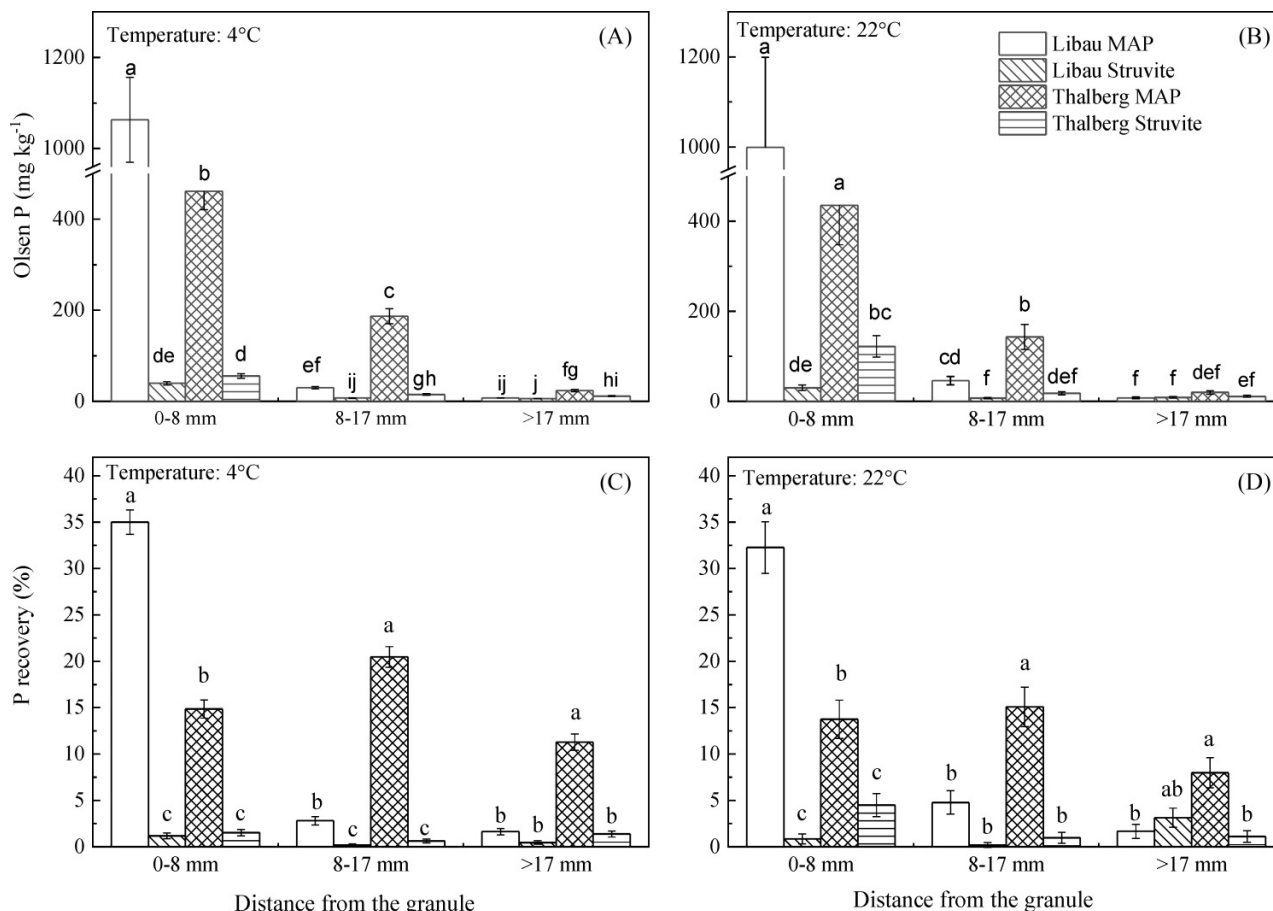 Temperature: 4°C
(A)
1200
1000
400
200
0
Olsen P (mg kg⁻¹)
a
de
b
d
ef
ij
c
gh
ij
j
fg
hi
0-8 mm
8-17 mm
>17 mm
Temperature: 22°C
(B)
Libau MAP
Libau Struvite
Thalberg MAP
Thalberg Struvite
1200
1000
400
200
0
a
de
a
bc
cd
f
b
def
f
f
def
ef
0-8 mm
8-17 mm
>17 mm
Temperature: 4°C
(C)
40
35
30
25
20
15
10
5
0
P recovery (%)
a
c
b
c
b
c
a
c
b
b
a
b
0-8 mm
8-17 mm
>17 mm
Distance from the granule
Temperature: 22°C
(D)
40
35
30
25
20
15
10
5
0
a
c
b
c
b
b
a
b
b
ab
a
b
0-8 mm
8-17 mm
>17 mm
Distance from the granule